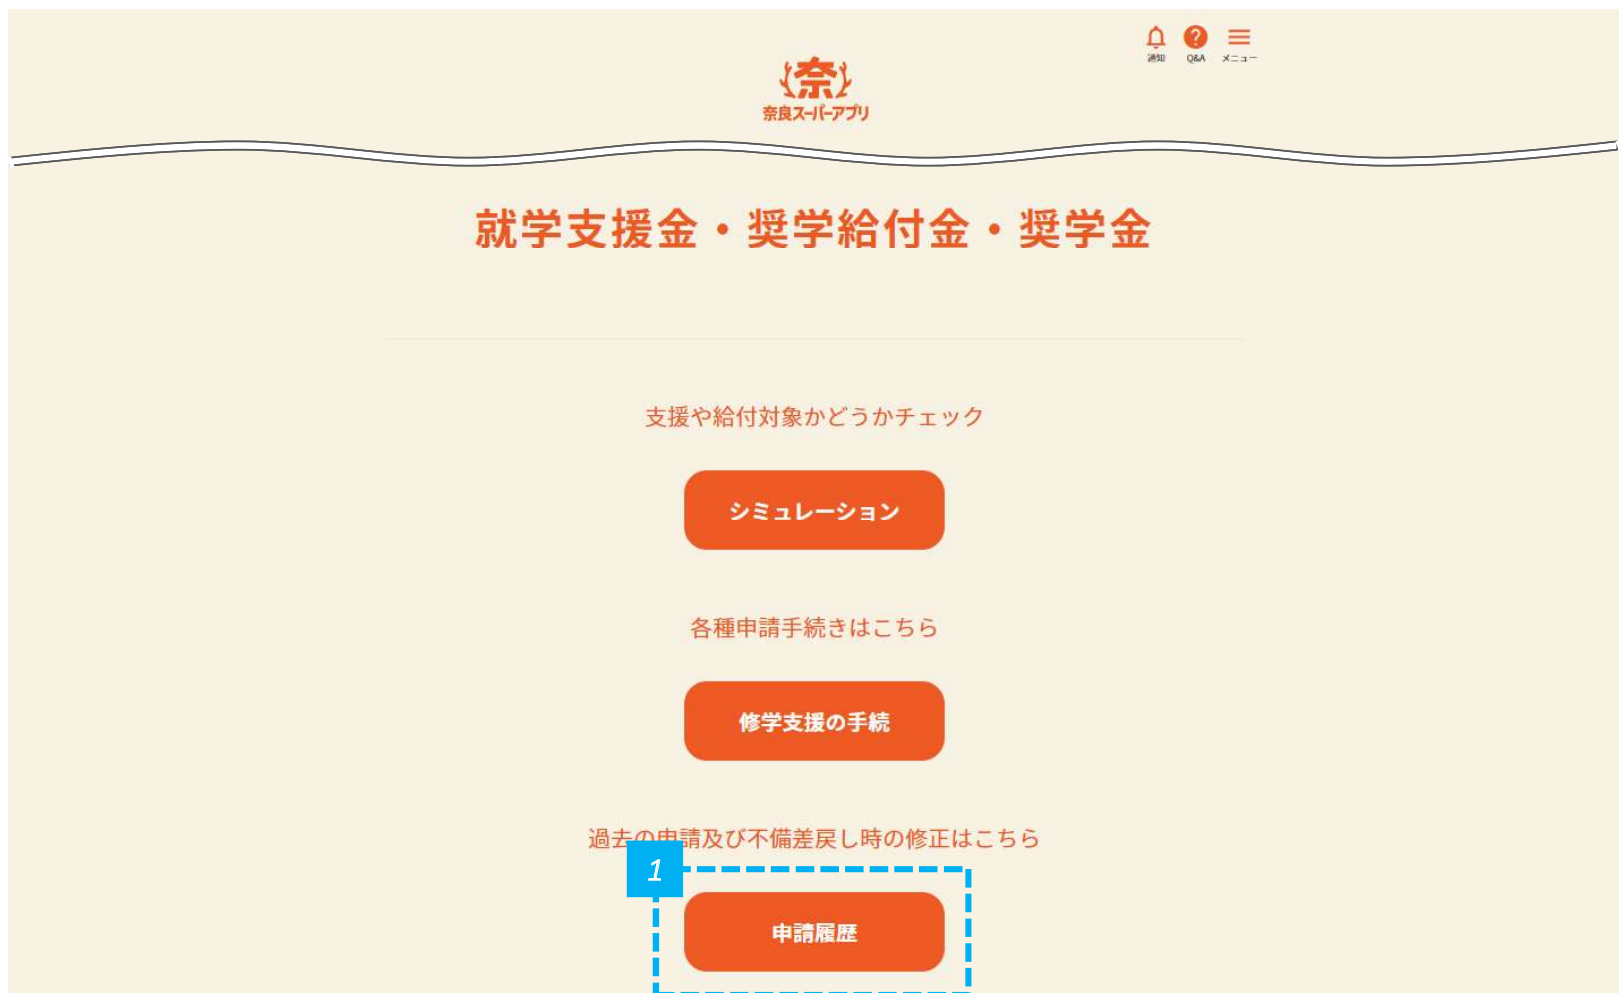 通知 Q&A メニュー
奈
奈良スーパーアプリ
就学支援金・奨学給付金・奨学金
支援や給付対象かどうかチェック
シミュレーション
各種申請手続きはこちら
修学支援の手続
過去の申請及び不備差戻し時の修正はこちら
1
申請履歴